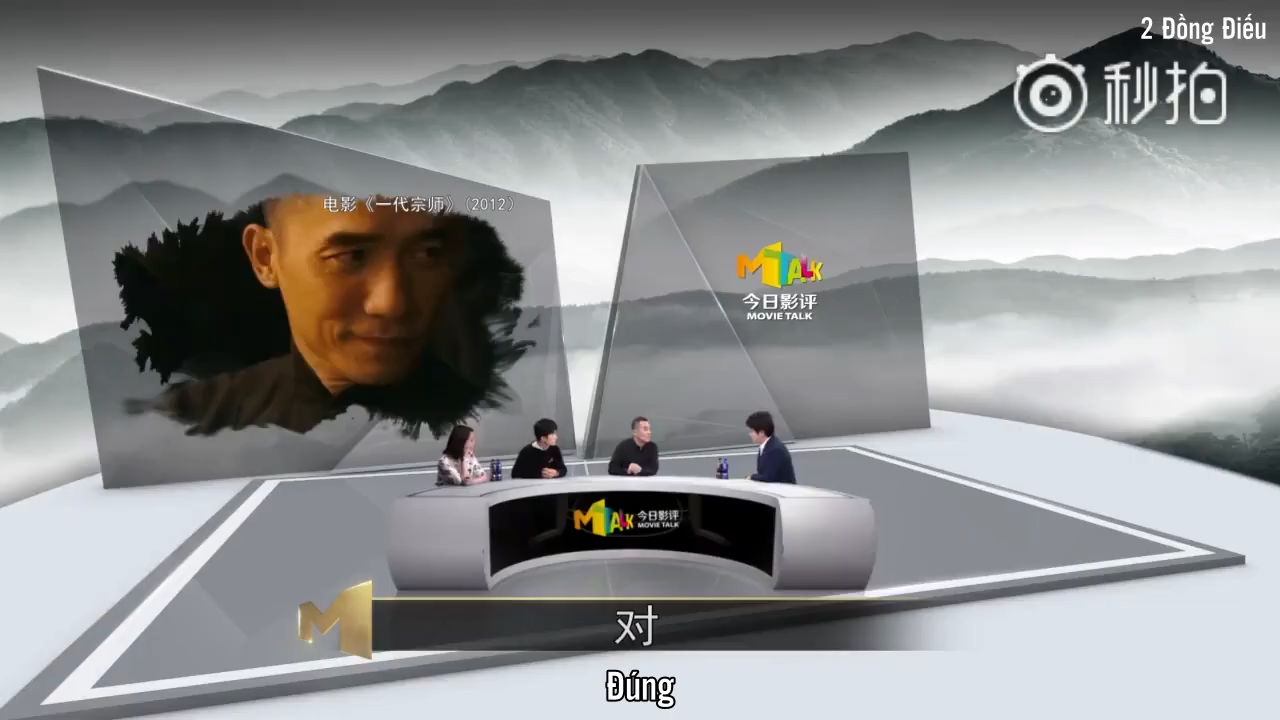 2 Đồng Điếu
秒拍
电影《一代宗师》(2012)
MTALK
今日影评
MOVIE TALK
MTALK 今日影评
MOVIE TALK
M
对
Đúng